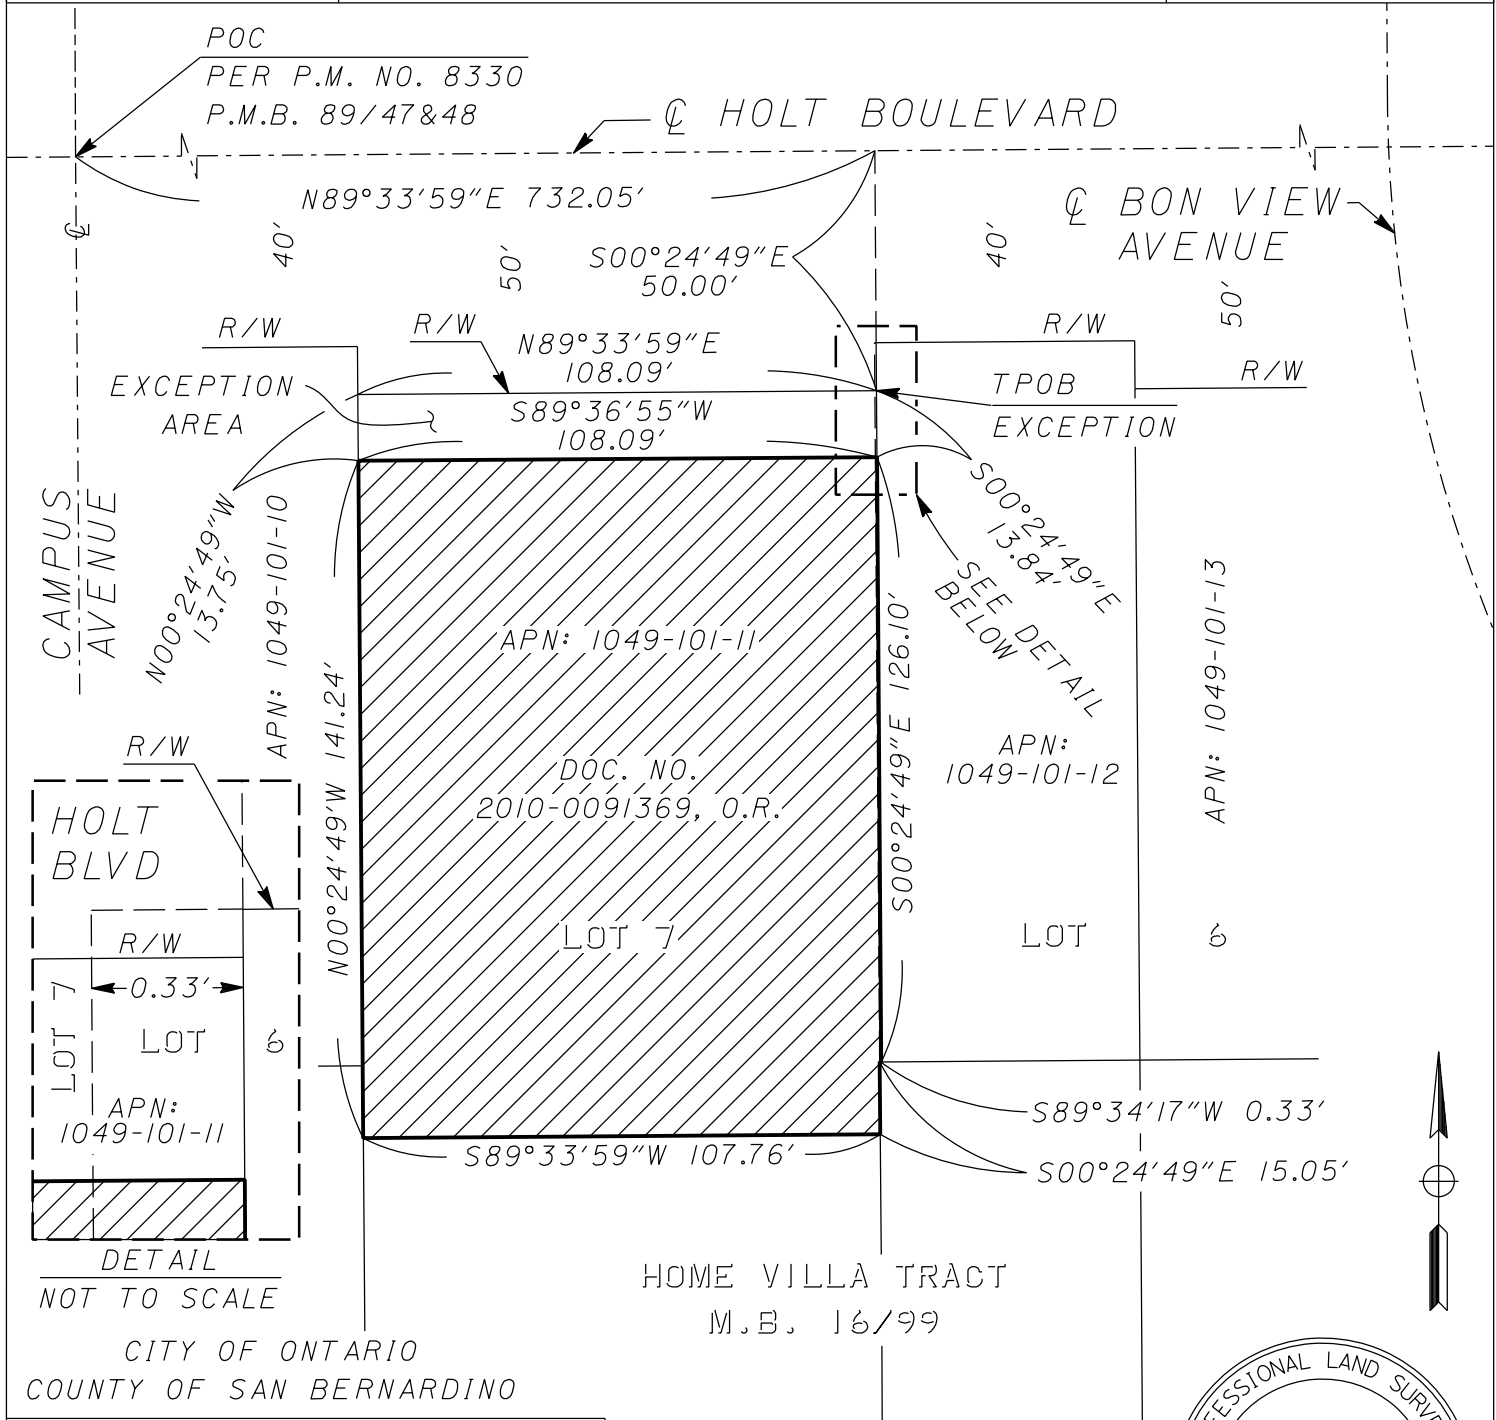 POC
PER P.M. NO. 8330
P.M.B. 89/47&48
℄ HOLT BOULEVARD
N89°33'59"E 732.05'
℄
40'
50'
S00°24'49"E
50.00'
40'
℄ BON VIEW
AVENUE
50'
R/W
R/W
N89°33'59"E
108.09'
R/W
R/W
EXCEPTION
AREA
S89°36'55"W
108.09'
TPOB
EXCEPTION
CAMPUS
AVENUE
N00°24'49"W
13.75'
APN: 1049-101-10
S00°24'49"E
13.84'
SEE DETAIL
BELOW
APN: 1049-101-13
APN: 1049-101-11
N00°24'49"W 141.24'
S00°24'49"E 126.10'
DOC. NO.
2010-0091369, O.R.
APN:
1049-101-12
LOT 7
LOT 6
R/W
HOLT
BLVD
R/W
0.33'
LOT 7
LOT 6
APN:
1049-101-11
DETAIL
NOT TO SCALE
S89°34'17"W 0.33'
S89°33'59"W 107.76'
S00°24'49"E 15.05'
HOME VILLA TRACT
M.B. 16/99
CITY OF ONTARIO
COUNTY OF SAN BERNARDINO
FESSIONAL LAND SURVE